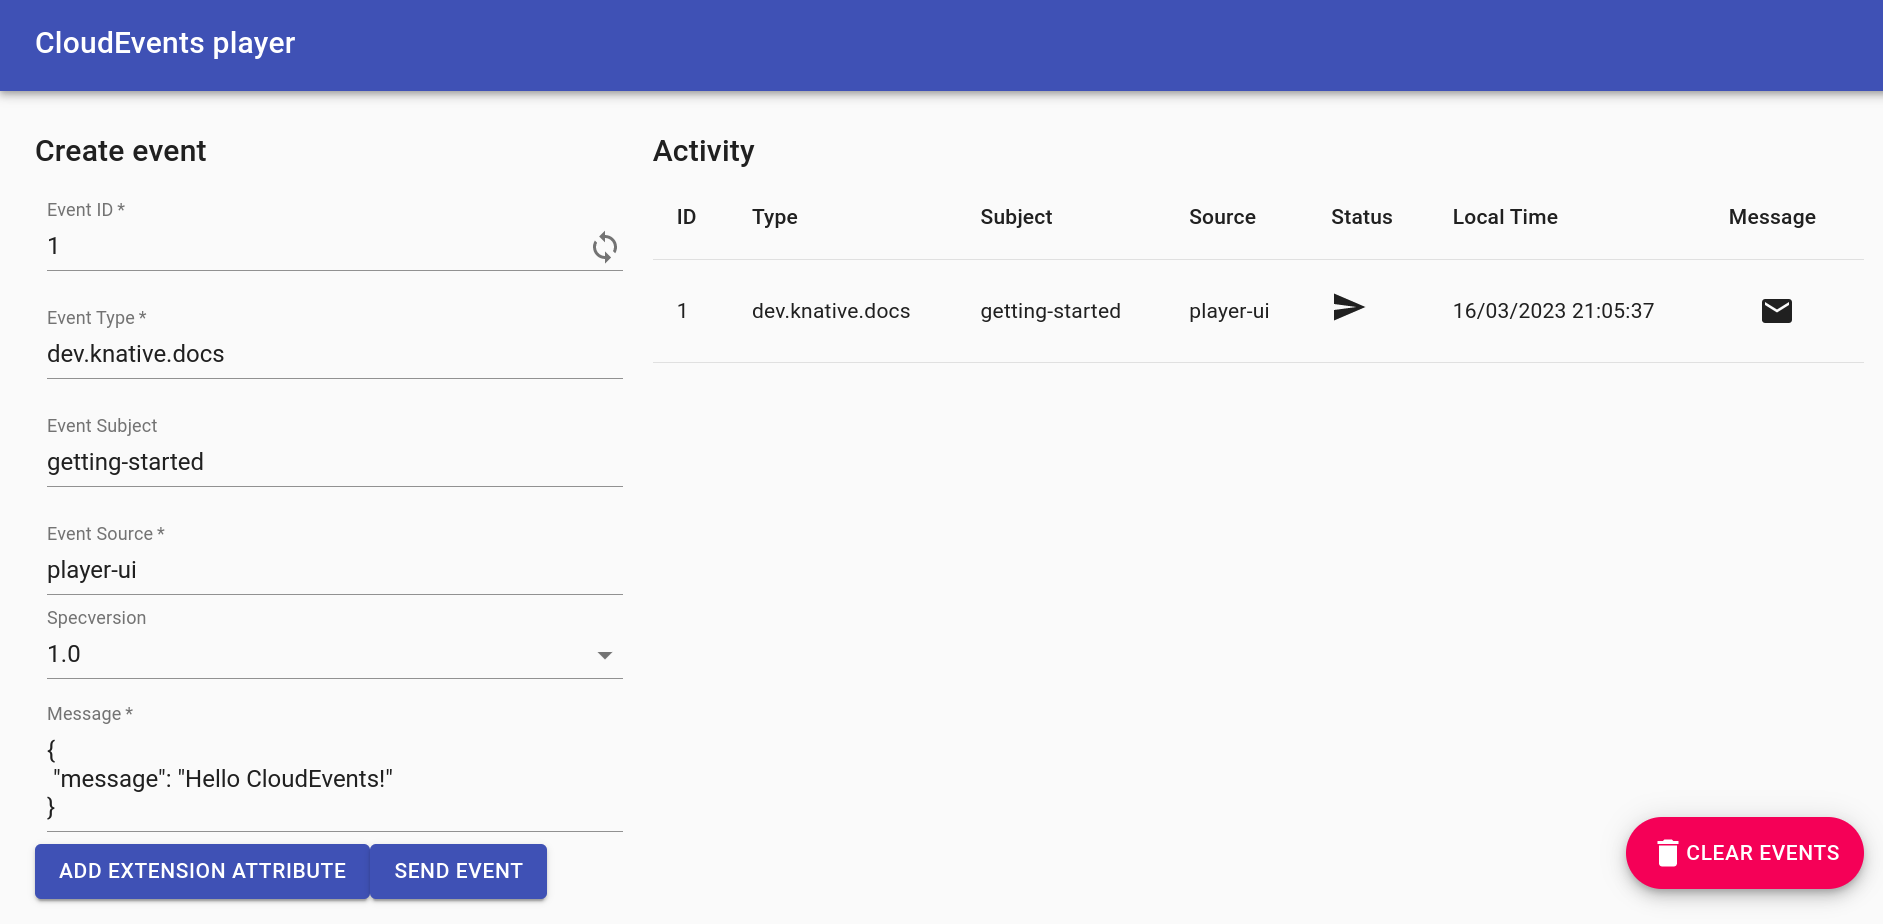 CloudEvents player
Create event
Event ID *
1
Event Type *
dev.knative.docs
Event Subject
getting-started
Event Source *
player-ui
Specversion
1.0
Message *
{
 "message": "Hello CloudEvents!"
}
ADD EXTENSION ATTRIBUTE SEND EVENT
Activity
ID Type Subject Source Status Local Time Message
1 dev.knative.docs getting-started player-ui 16/03/2023 21:05:37
CLEAR EVENTS